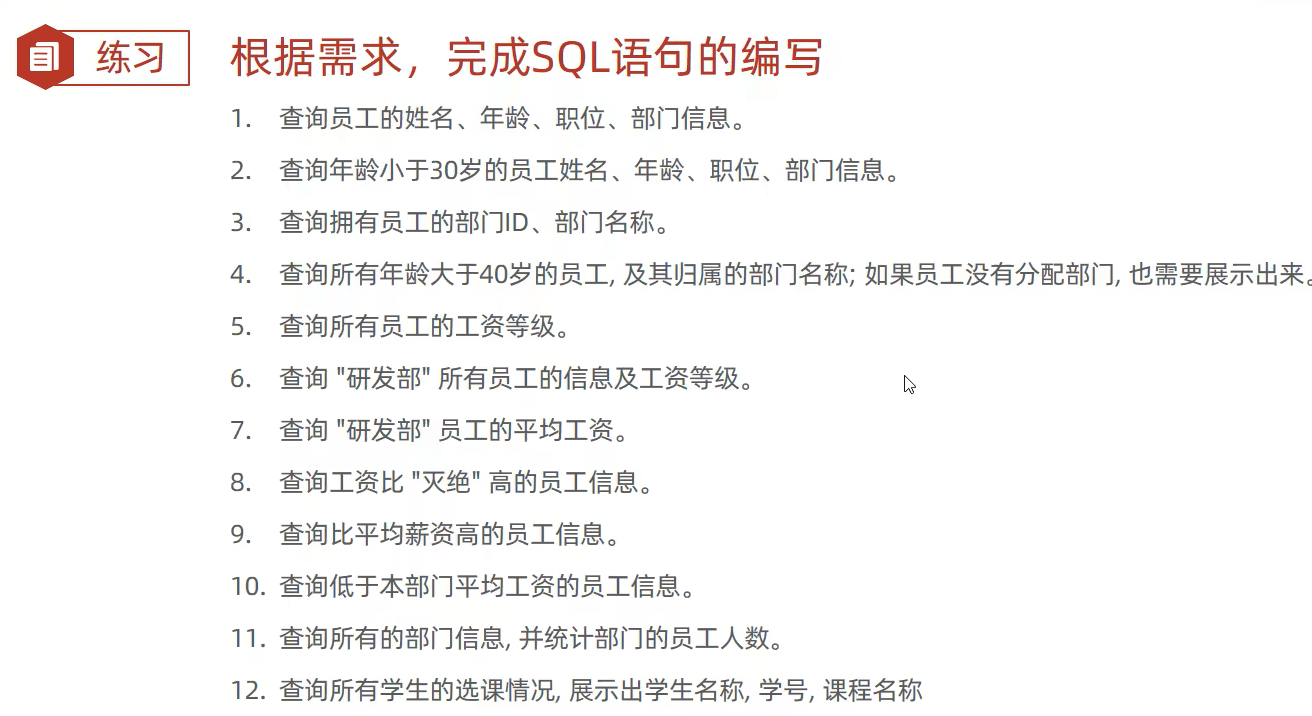 练习
根据需求，完成SQL语句的编写
1. 查询员工的姓名、年龄、职位、部门信息。
2. 查询年龄小于30岁的员工姓名、年龄、职位、部门信息。
3. 查询拥有员工的部门ID、部门名称。
4. 查询所有年龄大于40岁的员工, 及其归属的部门名称; 如果员工没有分配部门, 也需要展示出来。
5. 查询所有员工的工资等级。
6. 查询 "研发部" 所有员工的信息及工资等级。
7. 查询 "研发部" 员工的平均工资。
8. 查询工资比 "灭绝" 高的员工信息。
9. 查询比平均薪资高的员工信息。
10. 查询低于本部门平均工资的员工信息。
11. 查询所有的部门信息, 并统计部门的员工人数。
12. 查询所有学生的选课情况, 展示出学生名称, 学号, 课程名称